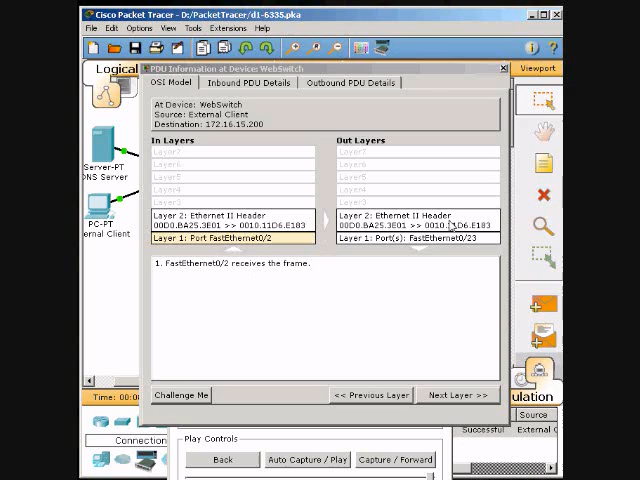 Cisco Packet Tracer - D:/PacketTracer/d1-6335.pka
File Edit Options View Tools Extensions Help
Logical
Viewport
PDU Information at Device: WebSwitch
OSI Model Inbound PDU Details Outbound PDU Details
At Device: WebSwitch
Source: External Client
Destination: 172.16.15.200
In Layers Out Layers
Layer7 Layer7
Layer6 Layer6
Layer5 Layer5
Layer4 Layer4
Layer3 Layer3
Layer 2: Ethernet II Header
00D0.BA25.3E01 >> 0010.11D6.E183
Layer 2: Ethernet II Header
00D0.BA25.3E01 >> 0010.11D6.E183
Layer 1: Port FastEthernet0/2 Layer 1: Port(s): FastEthernet0/23
1. FastEthernet0/2 receives the frame.
Challenge Me << Previous Layer Next Layer >>
Server-PT
NS Server
PC-PT
ernal Client
Time: 00:0
ulation
Connection
Source
Successful External C
Play Controls
Back Auto Capture / Play Capture / Forward